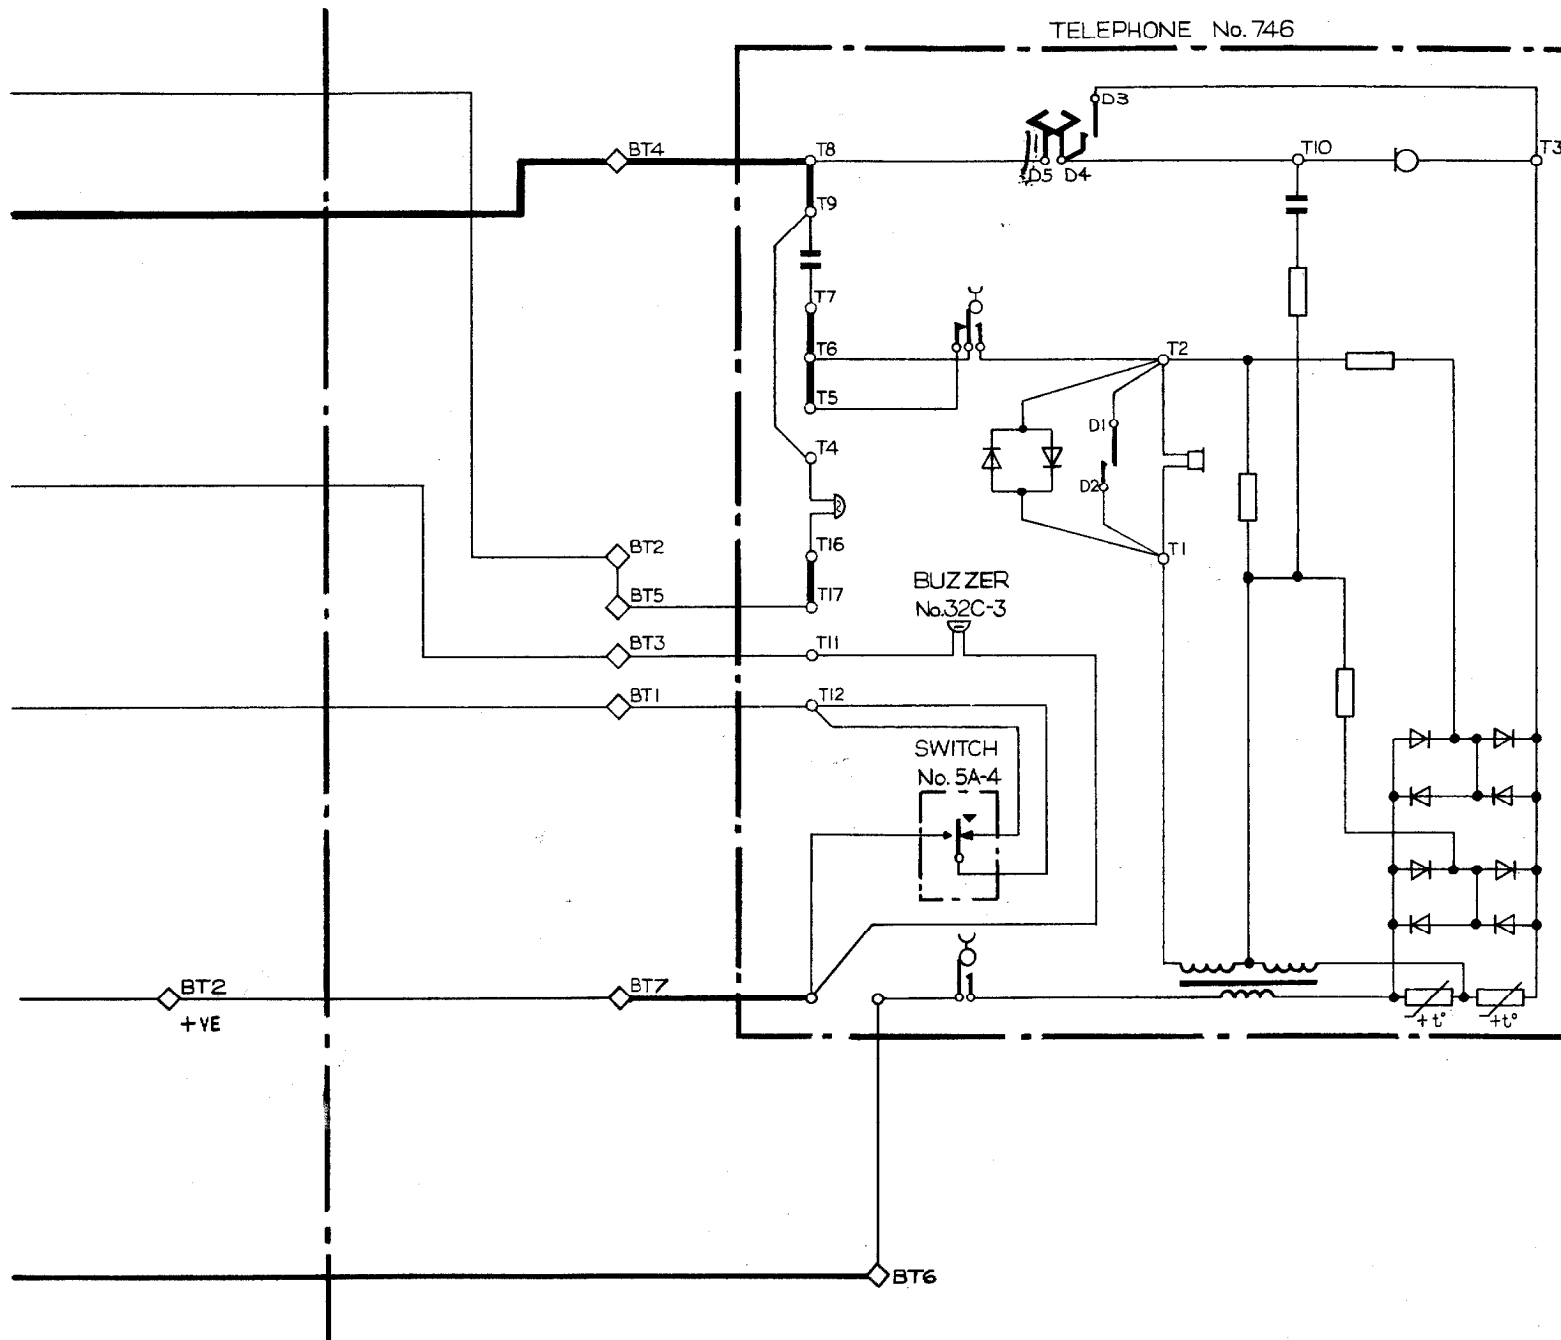 TELEPHONE No. 746
D3
BT4
T8
D5
D4
T10
T3
T9
T7
T6
T2
T5
D1
T4
D2
BT2
T16
T1
BUZZER
No.32C-3
BT5
T17
BT3
T11
BT1
T12
SWITCH
No. 5A-4
BT2
+VE
BT7
+t°
+t°
BT6